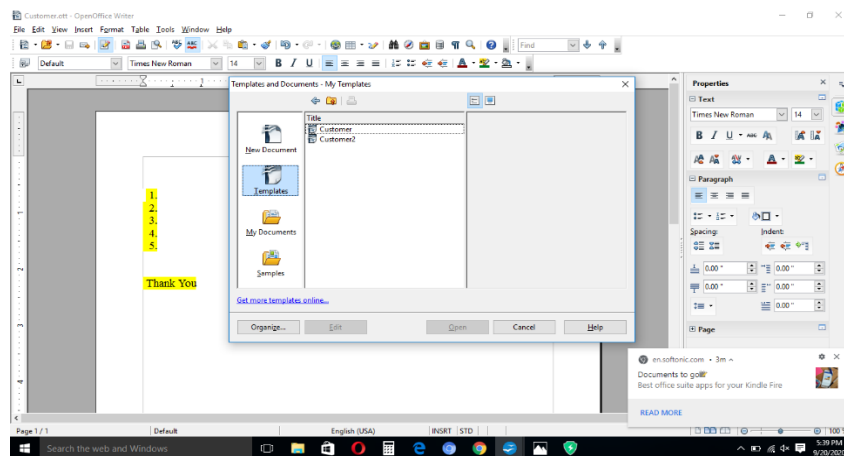 Customer.ott - OpenOffice Writer
File Edit View Insert Format Table Tools Window Help
Find
Default Times New Roman 14 B I U
Templates and Documents - My Templates
Title
Customer
Customer2
New Document
Templates
My Documents
Samples
Get more templates online...
Organize... Edit Open Cancel Help
1.
2.
3.
4.
5.
Thank You
Properties
Text
Times New Roman 14
B I U
Paragraph
Spacing: Indent:
0.00 " 0.00 "
0.00 " 0.00 "
0.00 "
Page
en.softonic.com • 3m
Documents to go
Best office suite apps for your Kindle Fire
READ MORE
Page 1 / 1 Default English (USA) INSRT STD
Search the web and Windows
5:39 PM
9/20/2020